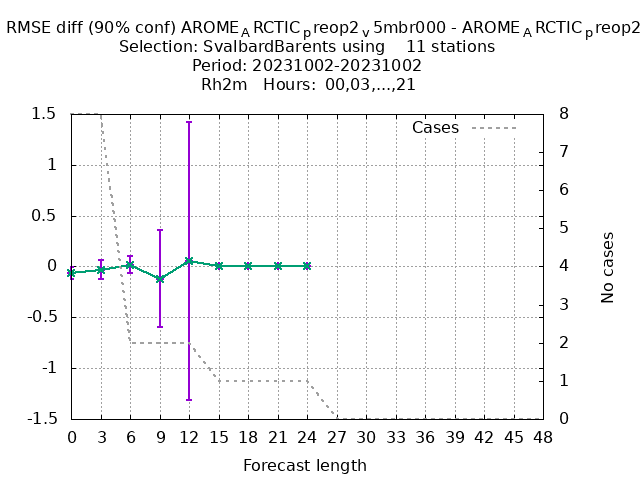 RMSE diff (90% conf) AROME_ARCTIC_preop2_v5mbr000 - AROME_ARCTIC_preop2
Selection: SvalbardBarents using 11 stations
Period: 20231002-20231002
Rh2m Hours: 00,03,...,21
Cases
1.5
1
0.5
0
-0.5
-1
-1.5
8
7
6
5
4
3
2
1
0
No cases
0 3 6 9 12 15 18 21 24 27 30 33 36 39 42 45 48
Forecast length